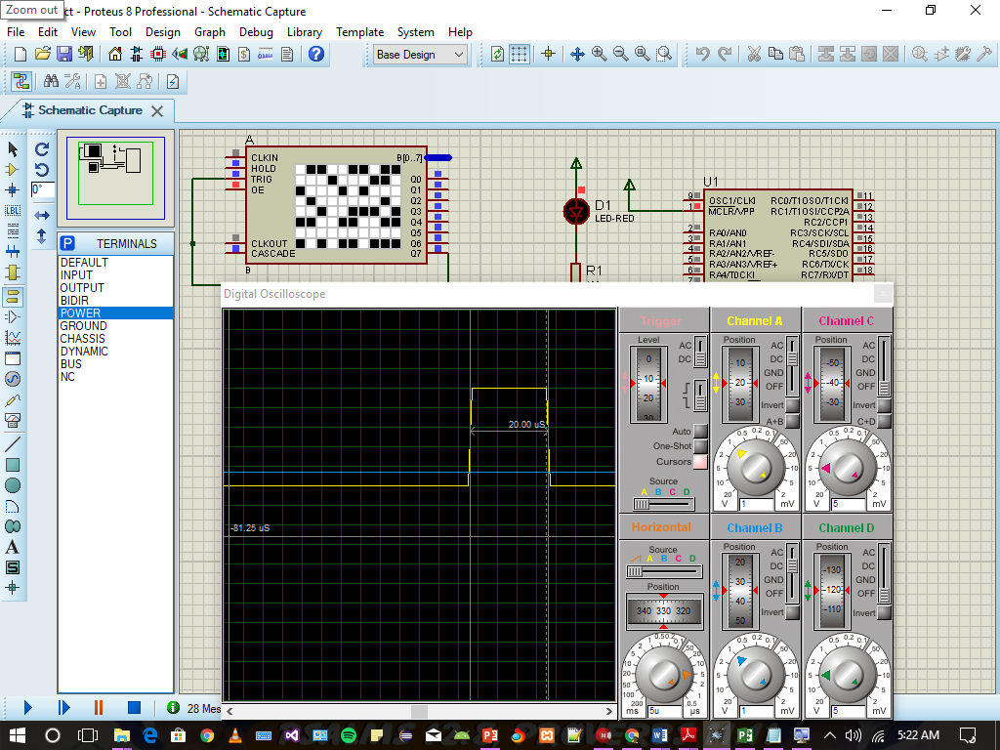 Zoom out
ct - Proteus 8 Professional - Schematic Capture
File Edit View Tool Design Graph Debug Library Template System Help
Base Design
Schematic Capture
0°
LBL
A
S
P TERMINALS
DEFAULT
INPUT
OUTPUT
BIDIR
POWER
GROUND
CHASSIS
DYNAMIC
BUS
NC
A
CLKIN
HOLD
TRIG
OE
CLKOUT
CASCADE
B[0..7]
Q0
Q1
Q2
Q3
Q4
Q5
Q6
Q7
B
D1
LED-RED
R1
U1
9 OSC1/CLKI RC0/T1OSO/T1CKI 11
1 MCLR/VPP RC1/T1OSI/CCP2A 12
RC2/CCP1 13
2 RA0/AN0 RC3/SCK/SCL 14
3 RA1/AN1 RC4/SDI/SDA 15
4 RA2/AN2/VREF- RC5/SDO 16
5 RA3/AN3/VREF+ RC6/TX/CK 17
6 RA4/T0CKI RC7/RX/DT 18
7
Digital Oscilloscope
20.00 uS
-81.25 uS
Trigger
Level
0
10
20
30
AC
DC
Auto
One-Shot
Cursors
Source
A B C D
Channel A
Position
10
20
30
AC
DC
GND
OFF
Invert
A+B
V 1 mV
Channel C
Position
-50
-40
-30
AC
DC
GND
OFF
Invert
C+D
V 5 mV
Horizontal
Source
A B C D
Position
340 330 320
ms 5u µs
Channel B
Position
20
30
40
50
AC
DC
GND
OFF
Invert
V 1 mV
Channel D
Position
-130
-120
-110
AC
DC
GND
OFF
Invert
V 5 mV
28 Mes
5:22 AM